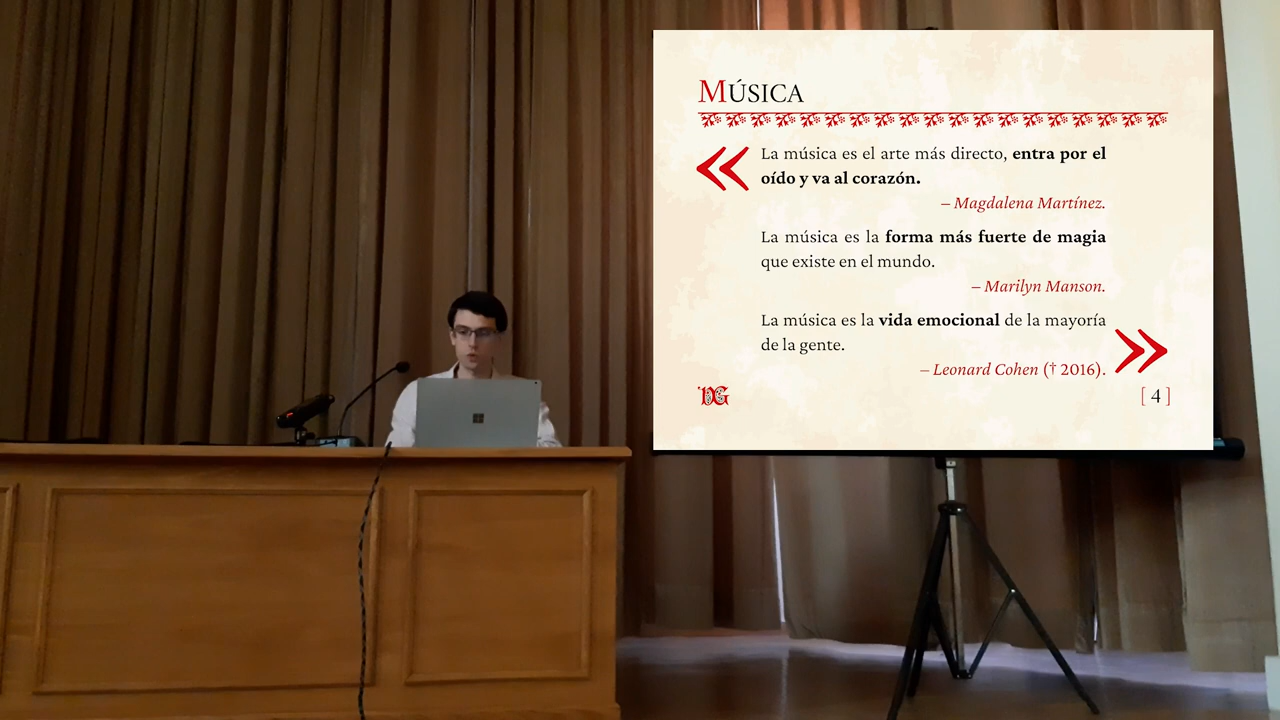 MÚSICA
« La música es el arte más directo, entra por el
oído y va al corazón.
– Magdalena Martínez.
La música es la forma más fuerte de magia
que existe en el mundo.
– Marilyn Manson.
La música es la vida emocional de la mayoría
de la gente. »
– Leonard Cohen († 2016).
DG [ 4 ]